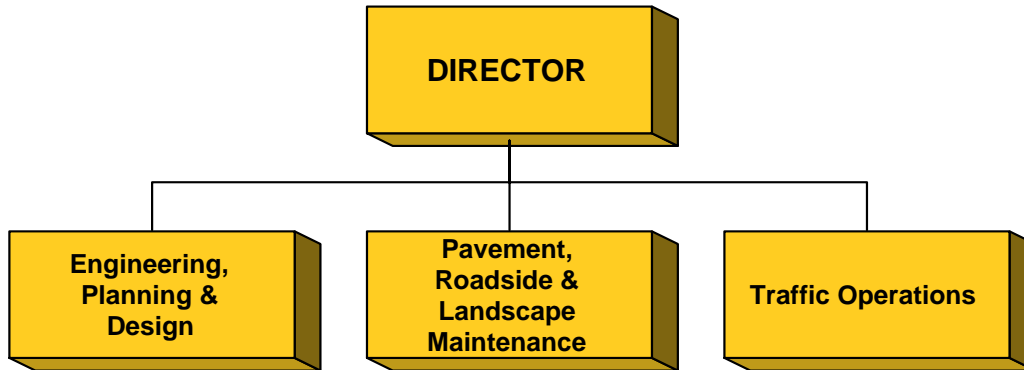 DIRECTOR
Engineering,
Planning &
Design
Pavement,
Roadside &
Landscape
Maintenance
Traffic Operations